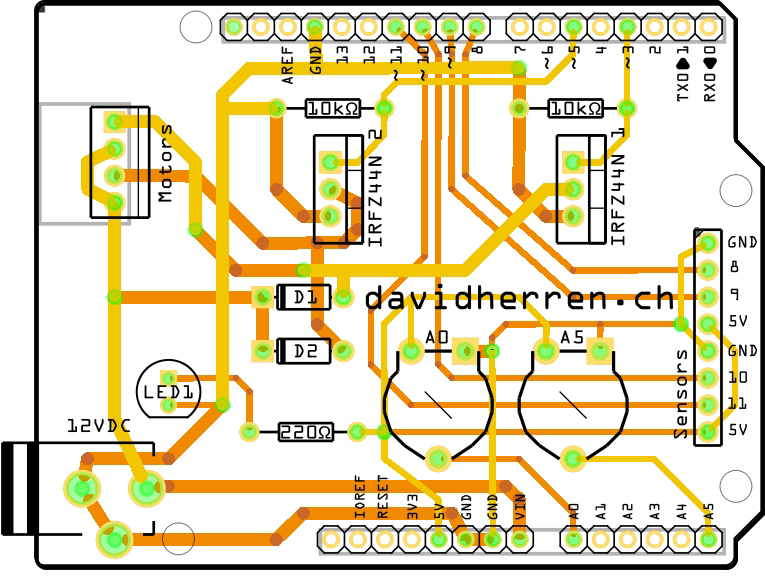 AREF
GND
13
12
~11
~10
~9
8
7
~6
~5
4
~3
2
TX0▶1
RX0◀0
10kΩ
10kΩ
Motors
IRFZ44N 2
IRFZ44N 1
GND
8
9
5V
GND
10
11
5V
Sensors
D1
davidherren.ch
D2
A0
A5
LED1
12VDC
220Ω
IOREF
RESET
3V3
5V
GND
GND
VIN
A0
A1
A2
A3
A4
A5